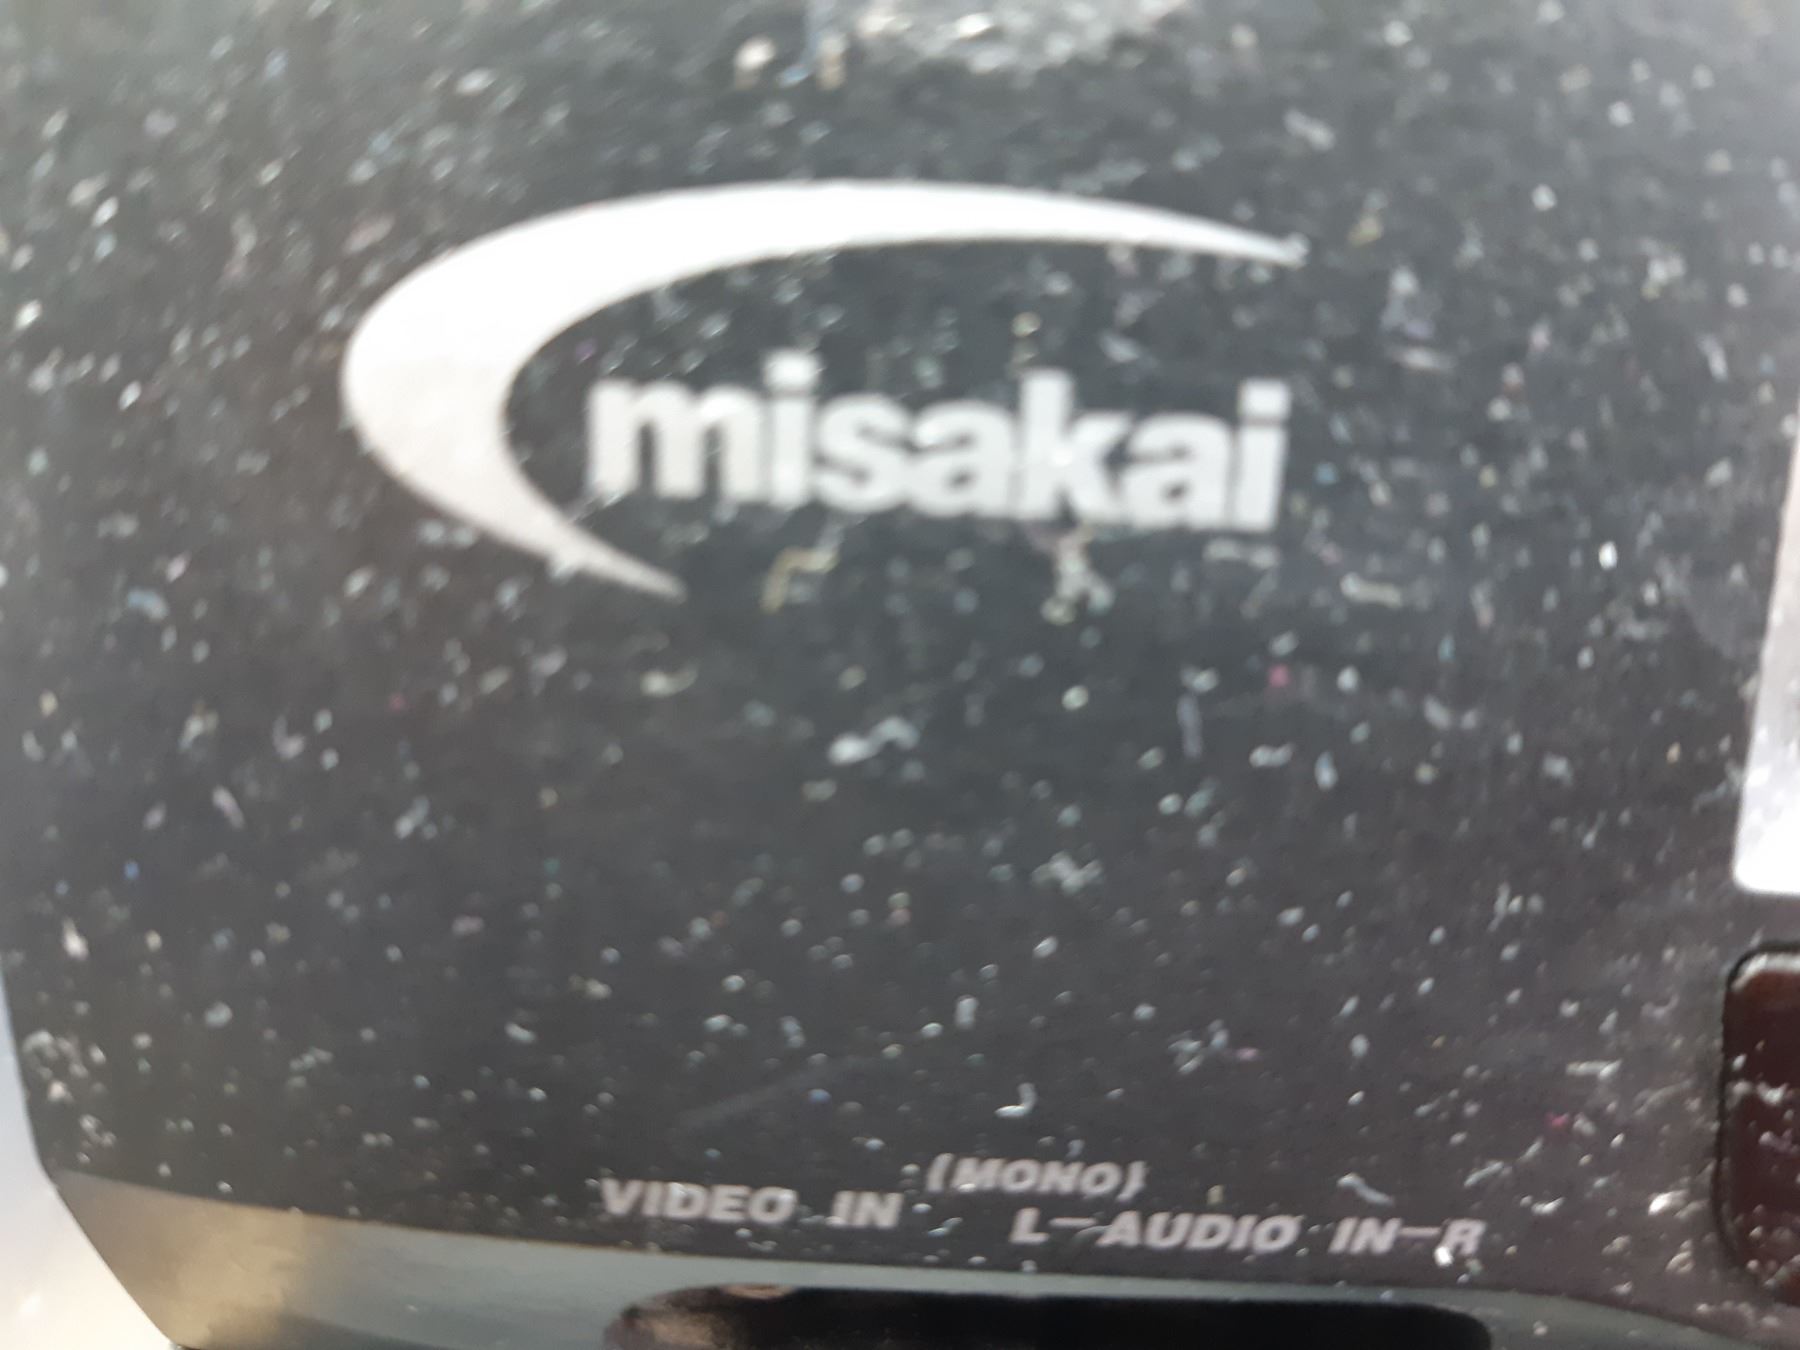 misakai
(MONO)
VIDEO IN L-AUDIO IN-R